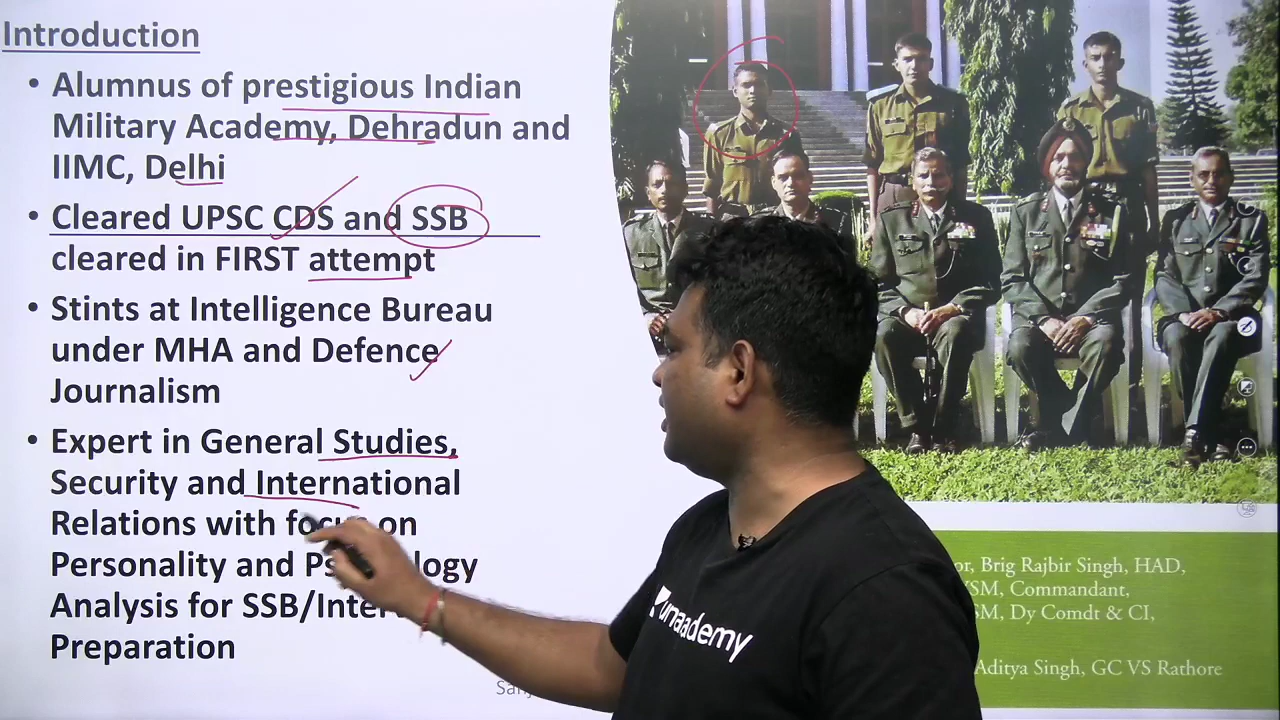 Introduction
• Alumnus of prestigious Indian
Military Academy, Dehradun and
IIMC, Delhi
• Cleared UPSC CDS and SSB
cleared in FIRST attempt
• Stints at Intelligence Bureau
under MHA and Defence
Journalism
• Expert in General Studies,
Security and International
Relations with focus on
Personality and
Analysis for
Preparation
Brig Rajbir Singh, HAD,
Commandant,
Dy Comdt & CI,
Aditya Singh, GC VS Rathore
unacademy